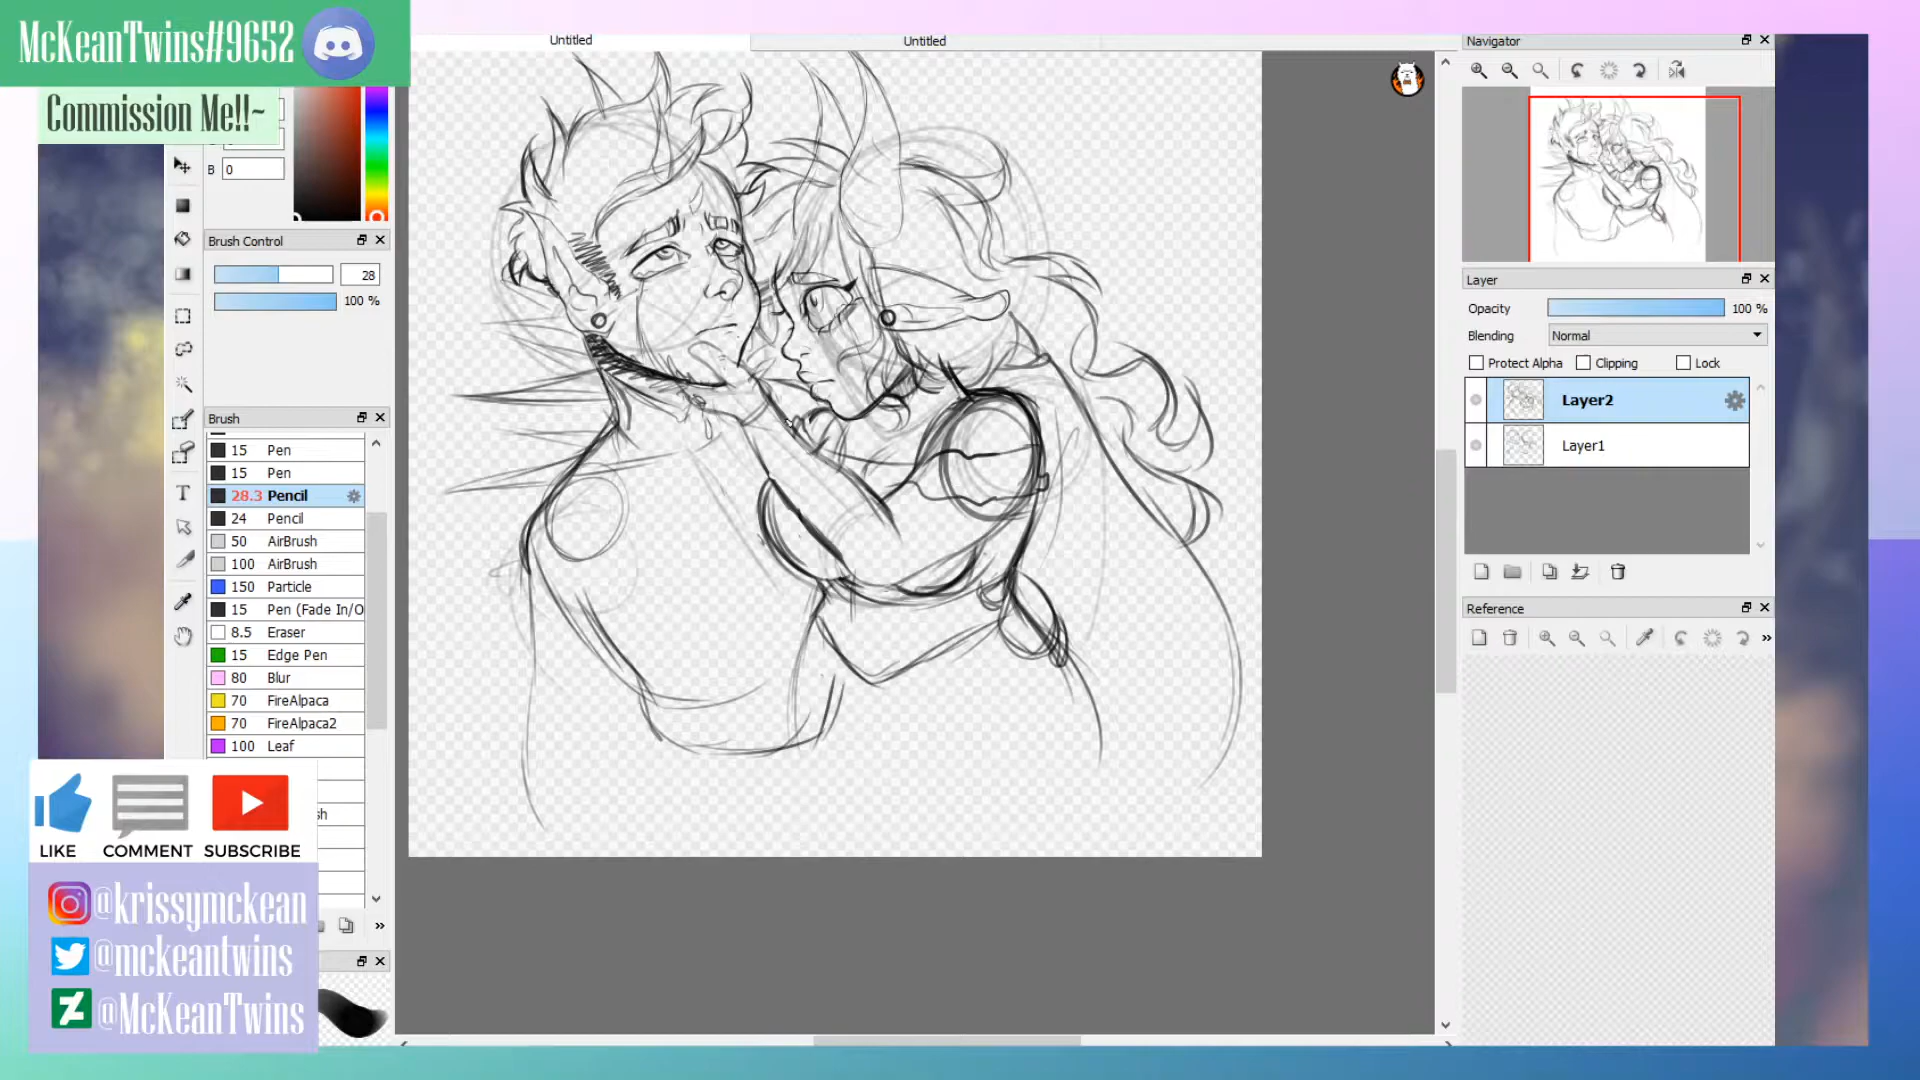 McKeanTwins#9652
Commission Me!!~
Untitled
Untitled
B 0
Brush Control
28
100 %
Brush
15 Pen
15 Pen
28.3 Pencil
24 Pencil
50 AirBrush
100 AirBrush
150 Particle
15 Pen (Fade In/O
8.5 Eraser
15 Edge Pen
80 Blur
70 FireAlpaca
70 FireAlpaca2
100 Leaf
sh
LIKE
COMMENT
SUBSCRIBE
@krissymckean
@mckeantwins
@McKeanTwins
Navigator
Layer
Opacity 100 %
Blending Normal
Protect Alpha Clipping Lock
Layer2
Layer1
Reference